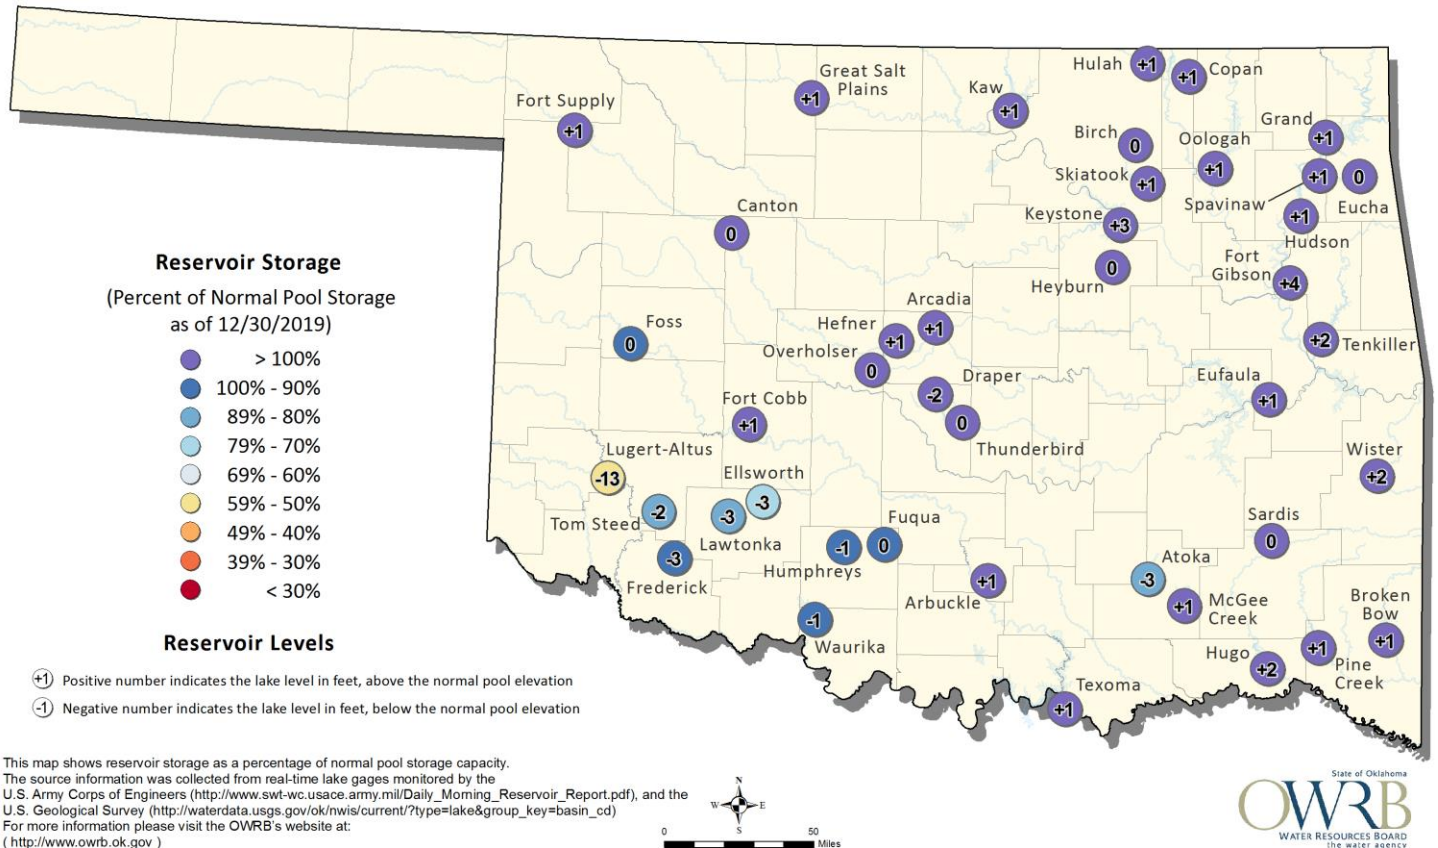 Hulah
+1
+1
Copan
Great Salt
Plains
+1
Kaw
+1
Fort Supply
+1
Grand
+1
Birch
0
Oologah
+1
Skiatook
+1
+1
0
Spavinaw
Eucha
Canton
0
Keystone
+3
+1
Hudson
Fort
Gibson
+4
Heyburn
0
Reservoir Storage
(Percent of Normal Pool Storage
as of 12/30/2019)
> 100%
100% - 90%
89% - 80%
79% - 70%
69% - 60%
59% - 50%
49% - 40%
39% - 30%
< 30%
Arcadia
+1
Hefner
+1
Foss
0
Overholser
0
+2
Tenkiller
Draper
-2
Eufaula
+1
Fort Cobb
+1
0
Thunderbird
Lugert-Altus
-13
Ellsworth
-3
Wister
+2
Tom Steed
-2
-3
Lawtonka
Fuqua
0
Sardis
0
-1
Humphreys
-3
Frederick
Atoka
-3
+1
Arbuckle
+1
McGee
Creek
Broken
Bow
+1
-1
Waurika
Hugo
+2
+1
Pine
Creek
Texoma
+1
Reservoir Levels
+1 Positive number indicates the lake level in feet, above the normal pool elevation
-1 Negative number indicates the lake level in feet, below the normal pool elevation
This map shows reservoir storage as a percentage of normal pool storage capacity.
The source information was collected from real-time lake gages monitored by the
U.S. Army Corps of Engineers (http://www.swt-wc.usace.army.mil/Daily_Morning_Reservoir_Report.pdf), and the
U.S. Geological Survey (http://waterdata.usgs.gov/ok/nwis/current/?type=lake&group_key=basin_cd)
For more information please visit the OWRB's website at:
( http://www.owrb.ok.gov )
N
W
E
S
0
50
Miles
State of Oklahoma
OWRB
WATER RESOURCES BOARD
the water agency